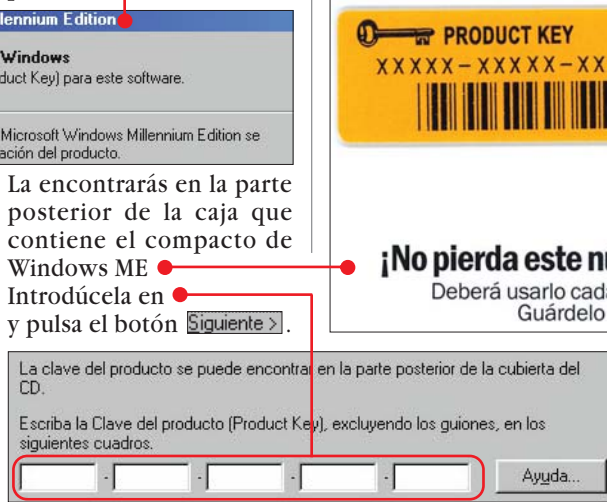 llennium Edition
Windows
duct Key) para este software.
Microsoft Windows Millennium Edition se
ación del producto.
La encontrarás en la parte
posterior de la caja que
contiene el compacto de
Windows ME
Introdúcela en
y pulsa el botón Siguiente > .
PRODUCT KEY
XXXXX-XXXXX-XX
¡No pierda este nu
Deberá usarlo cada
Guárdelo
La clave del producto se puede encontrar en la parte posterior de la cubierta del
CD.
Escriba la Clave del producto (Product Key), excluyendo los guiones, en los
siguientes cuadros.
- - - -
Ayuda...